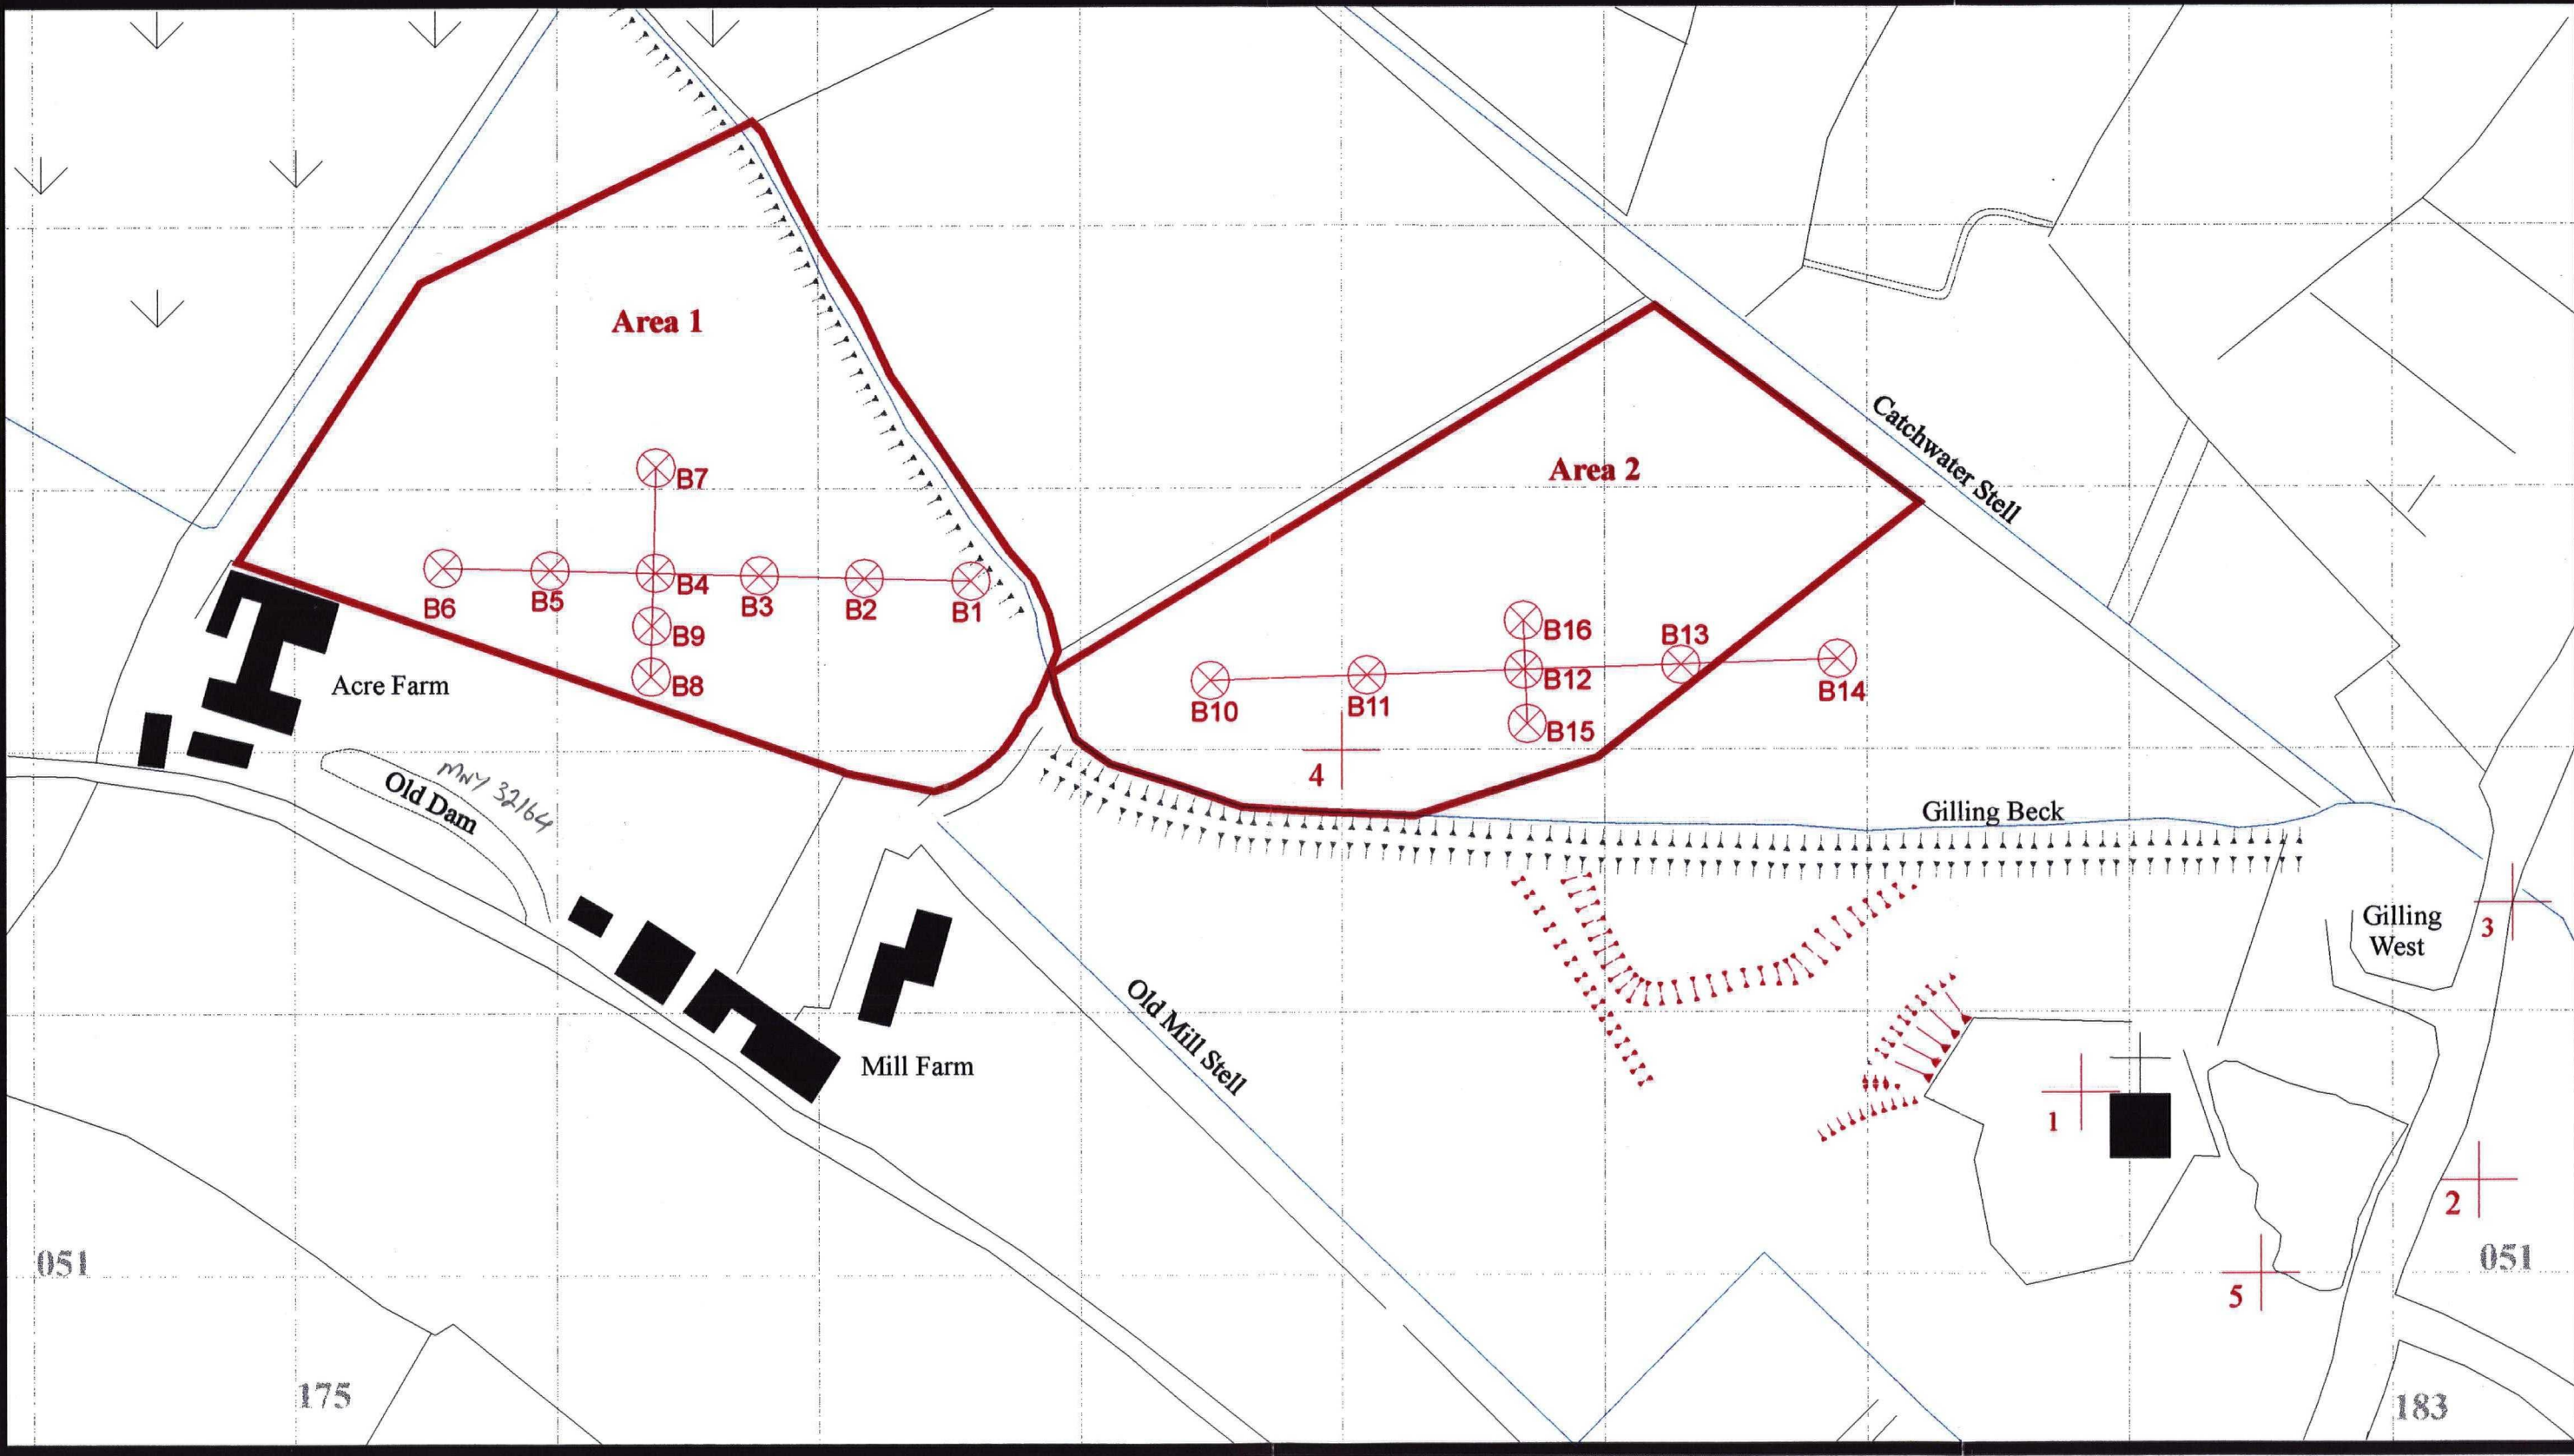 Area 1
Area 2
Catchwater Stell
B7
B6
B5
B4
B3
B2
B1
B9
B8
B16
B13
B12
B14
B10
B11
B15
4
Acre Farm
MNY 32164
Old Dam
Gilling Beck
Gilling
West
3
Old Mill Stell
Mill Farm
1
2
051
051
5
175
183